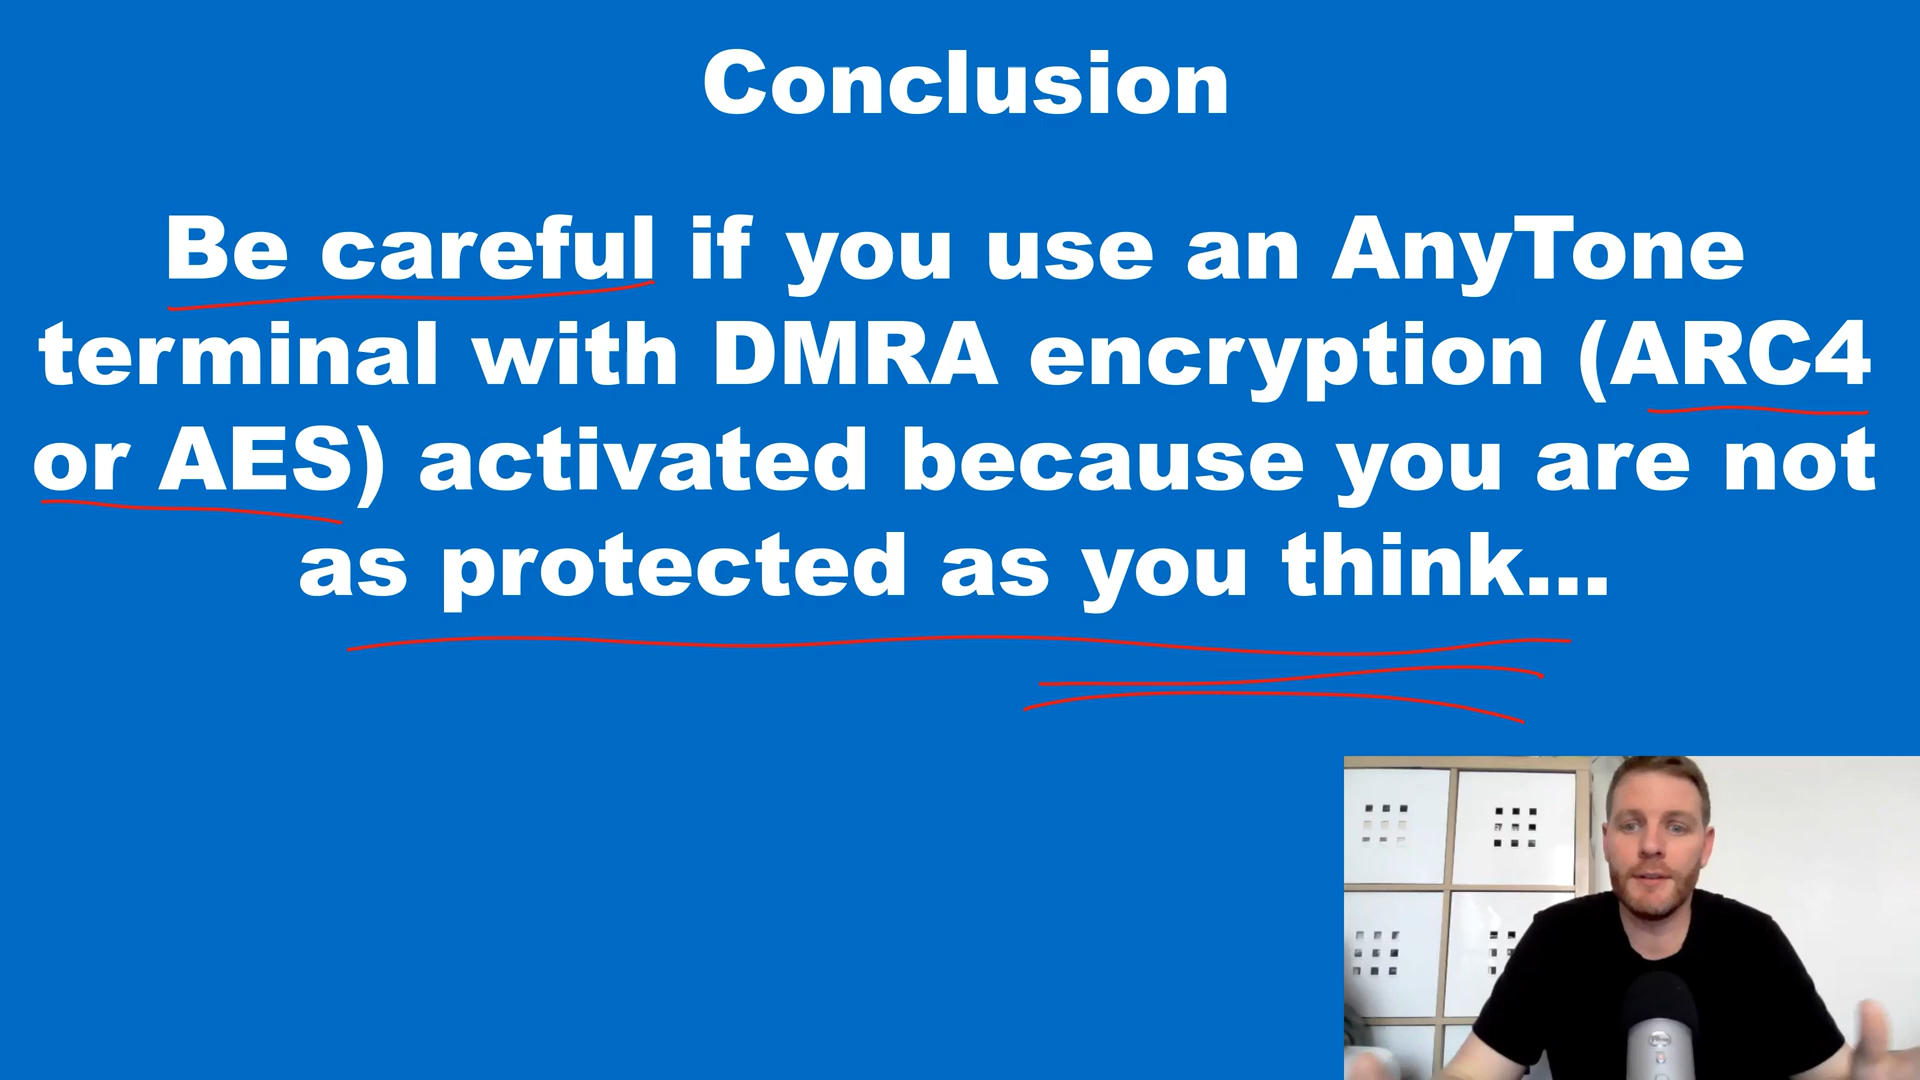 Conclusion
Be careful if you use an AnyTone
terminal with DMRA encryption (ARC4
or AES) activated because you are not
as protected as you think...